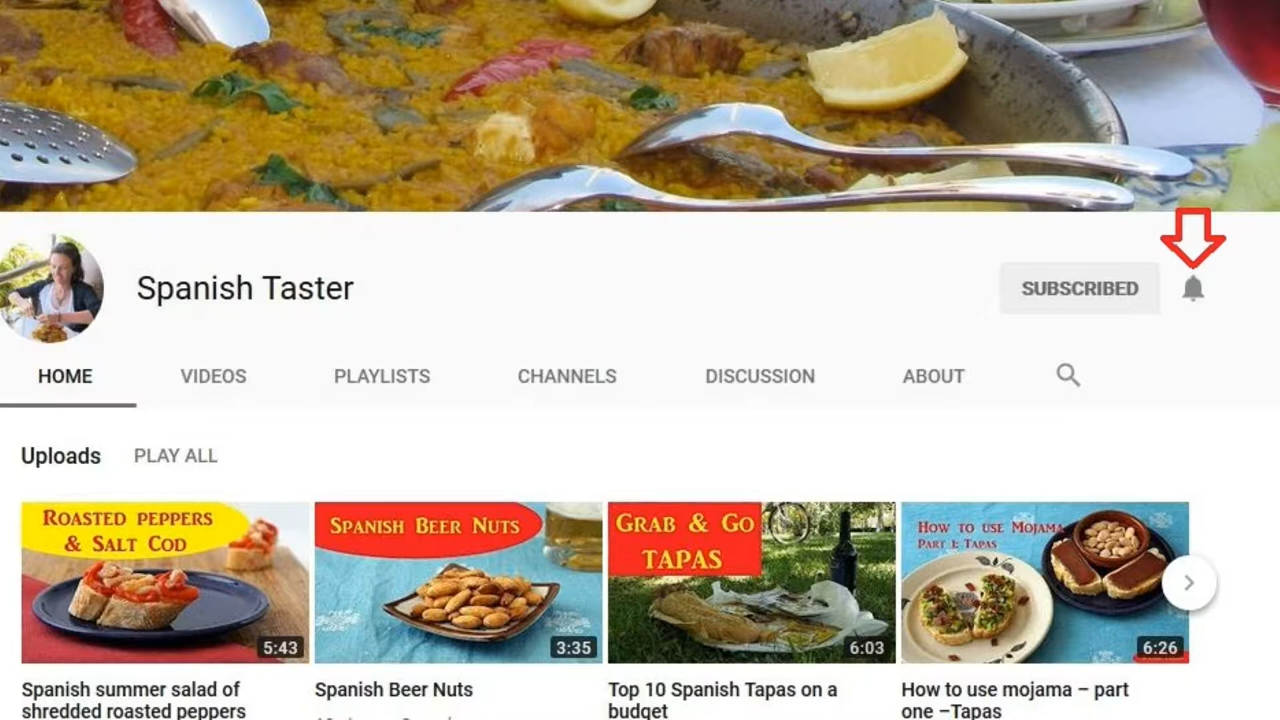 Spanish Taster
SUBSCRIBED
HOME VIDEOS PLAYLISTS CHANNELS DISCUSSION ABOUT
Uploads PLAY ALL
ROASTED PEPPERS
& SALT COD
5:43
SPANISH BEER NUTS
3:35
GRAB & GO
TAPAS
6:03
HOW TO USE MOJAMA
PART 1: TAPAS
6:26
Spanish summer salad of
shredded roasted peppers
Spanish Beer Nuts
Top 10 Spanish Tapas on a
budget
How to use mojama – part
one –Tapas